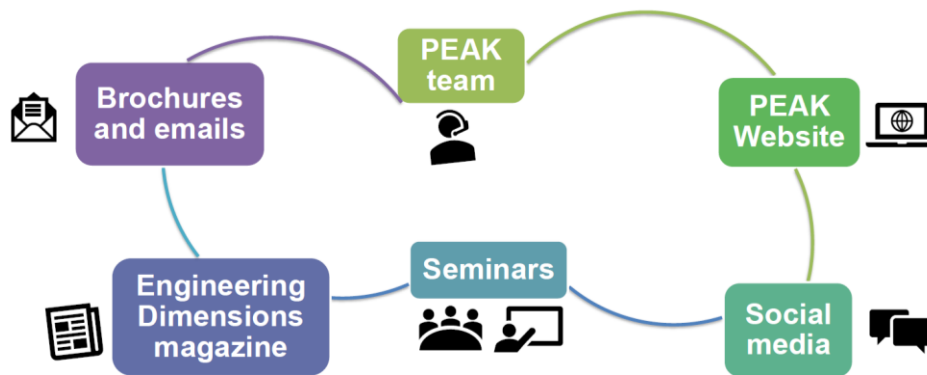 PEAK
team
Brochures
and emails
PEAK
Website
Engineering
Dimensions
magazine
Seminars
Social
media